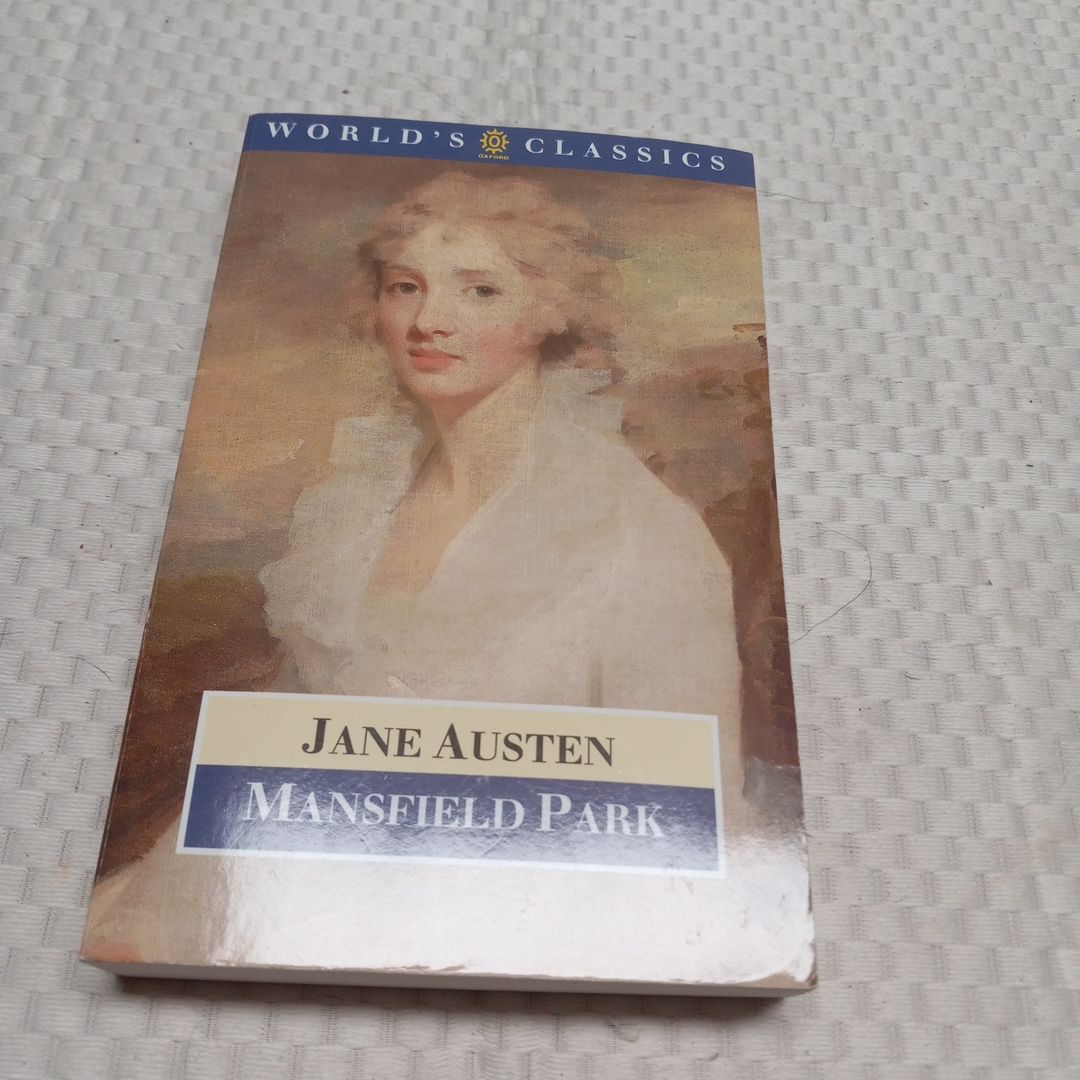 WORLD'S CLASSICS
OXFORD
JANE AUSTEN
MANSFIELD PARK